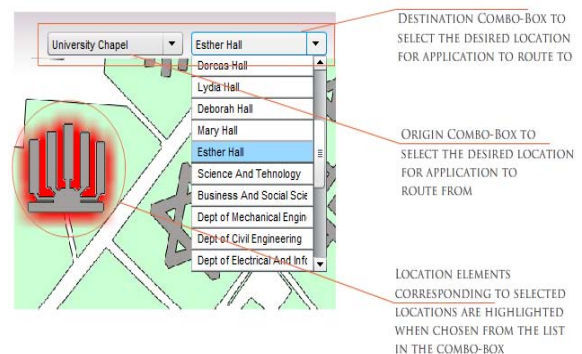 University Chapel
Esther Hall
Dorcas Hall
Lydia Hall
Deborah Hall
Mary Hall
Esther Hall
Science And Tehnology
Business And Social Scie
Dept of Mechanical Engin
Dept of Civil Engineering
Dept of Electrical And Info
DESTINATION COMBO-BOX TO
SELECT THE DESIRED LOCATION
FOR APPLICATION TO ROUTE TO
ORIGIN COMBO-BOX TO
SELECT THE DESIRED LOCATION
FOR APPLICATION TO
ROUTE FROM
LOCATION ELEMENTS
CORRESPONDING TO SELECTED
LOCATIONS ARE HIGHLIGHTED
WHEN CHOSEN FROM THE LIST
IN THE COMBO-BOX